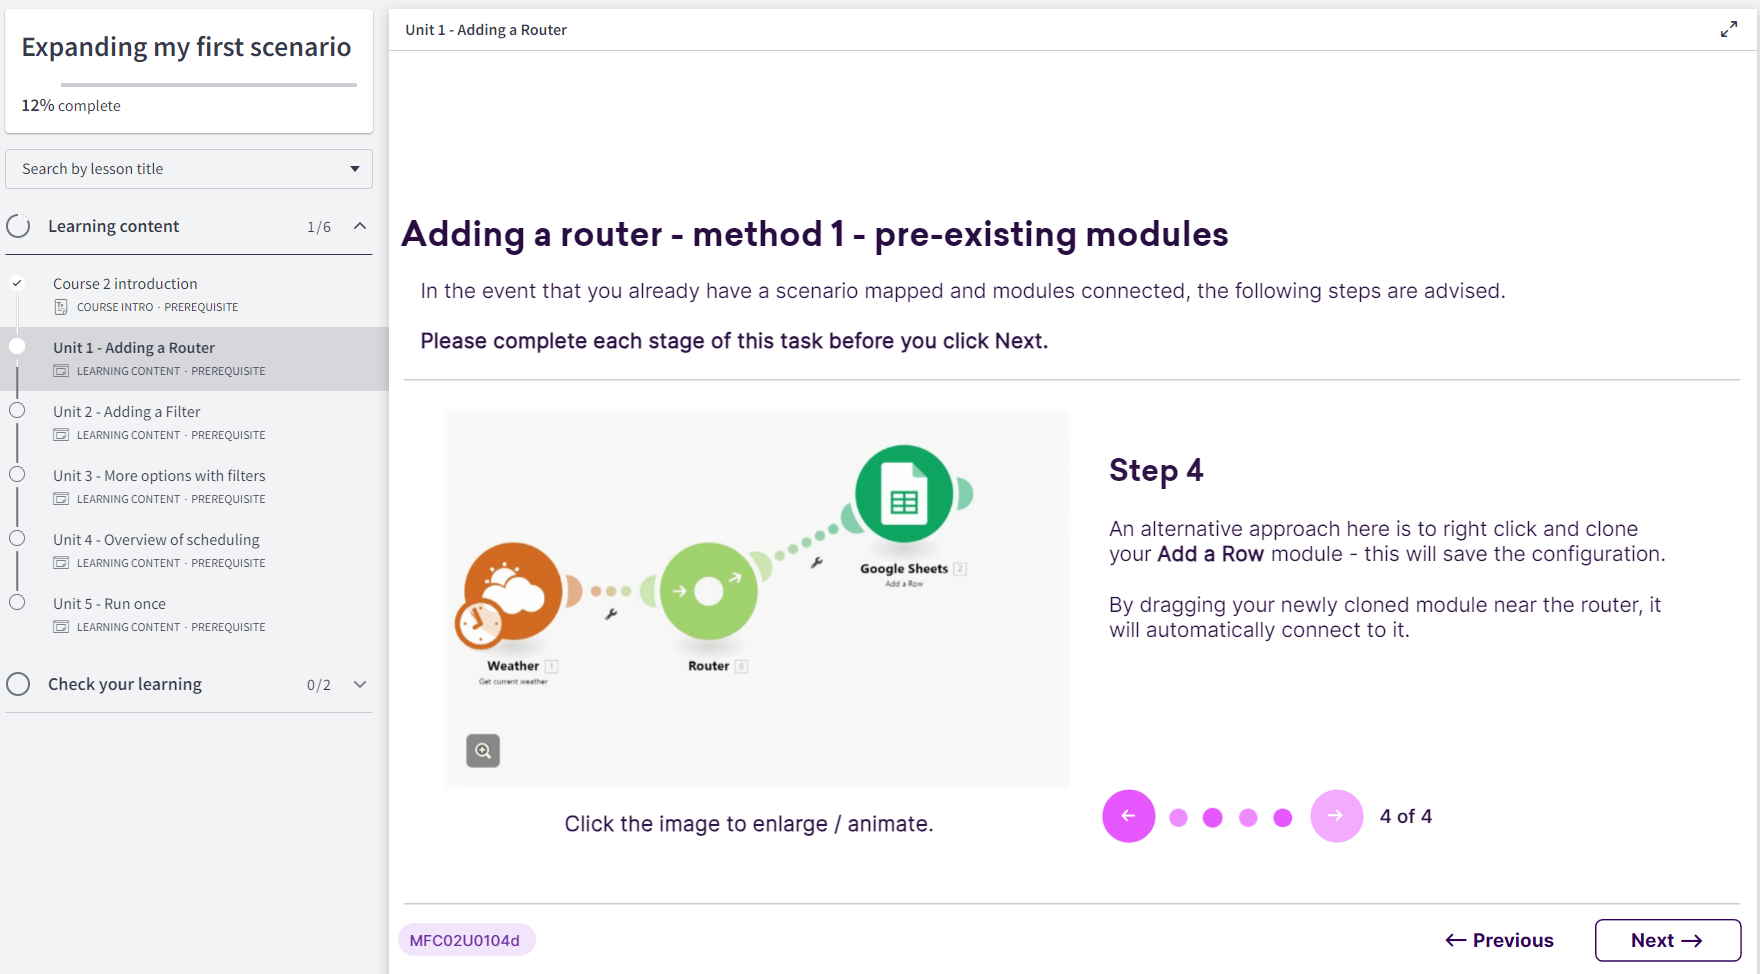 Expanding my first scenario
12% complete
Search by lesson title
Learning content 1/6
Course 2 introduction
COURSE INTRO · PREREQUISITE
Unit 1 - Adding a Router
LEARNING CONTENT · PREREQUISITE
Unit 2 - Adding a Filter
LEARNING CONTENT · PREREQUISITE
Unit 3 - More options with filters
LEARNING CONTENT · PREREQUISITE
Unit 4 - Overview of scheduling
LEARNING CONTENT · PREREQUISITE
Unit 5 - Run once
LEARNING CONTENT · PREREQUISITE
Check your learning 0/2
Unit 1 - Adding a Router
Adding a router - method 1 - pre-existing modules
In the event that you already have a scenario mapped and modules connected, the following steps are advised.
Please complete each stage of this task before you click Next.
Google Sheets 2
Add a Row
Weather 1
Get current weather
Router 8
Click the image to enlarge / animate.
Step 4
An alternative approach here is to right click and clone
your Add a Row module - this will save the configuration.
By dragging your newly cloned module near the router, it
will automatically connect to it.
4 of 4
MFC02U0104d
← Previous
Next →